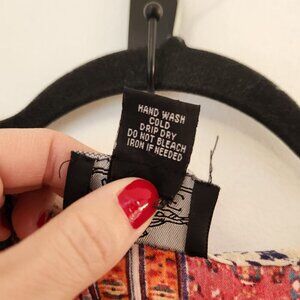 HAND WASH
COLD
DRIP DRY
DO NOT BLEACH
IRON IF NEEDED